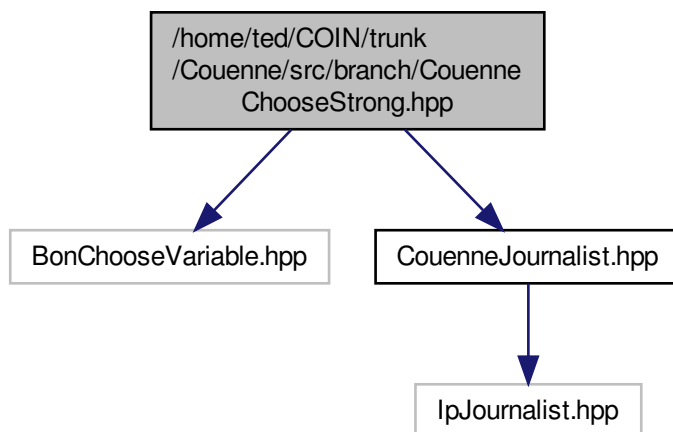 /home/ted/COIN/trunk
/Couenne/src/branch/Couenne
ChooseStrong.hpp
BonChooseVariable.hpp
CouenneJournalist.hpp
IpJournalist.hpp